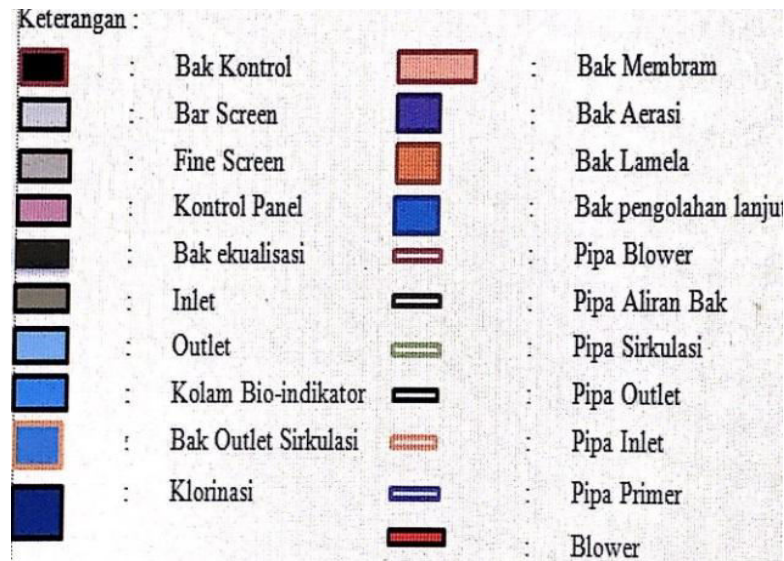 Keterangan :
: Bak Kontrol
: Bar Screen
: Fine Screen
: Kontrol Panel
: Bak ekualisasi
: Inlet
: Outlet
: Kolam Bio-indikator
: Bak Outlet Sirkulasi
: Klorinasi
: Bak Membram
: Bak Aerasi
: Bak Lamela
: Bak pengolahan lanjut
: Pipa Blower
: Pipa Aliran Bak
: Pipa Sirkulasi
: Pipa Outlet
: Pipa Inlet
: Pipa Primer
: Blower